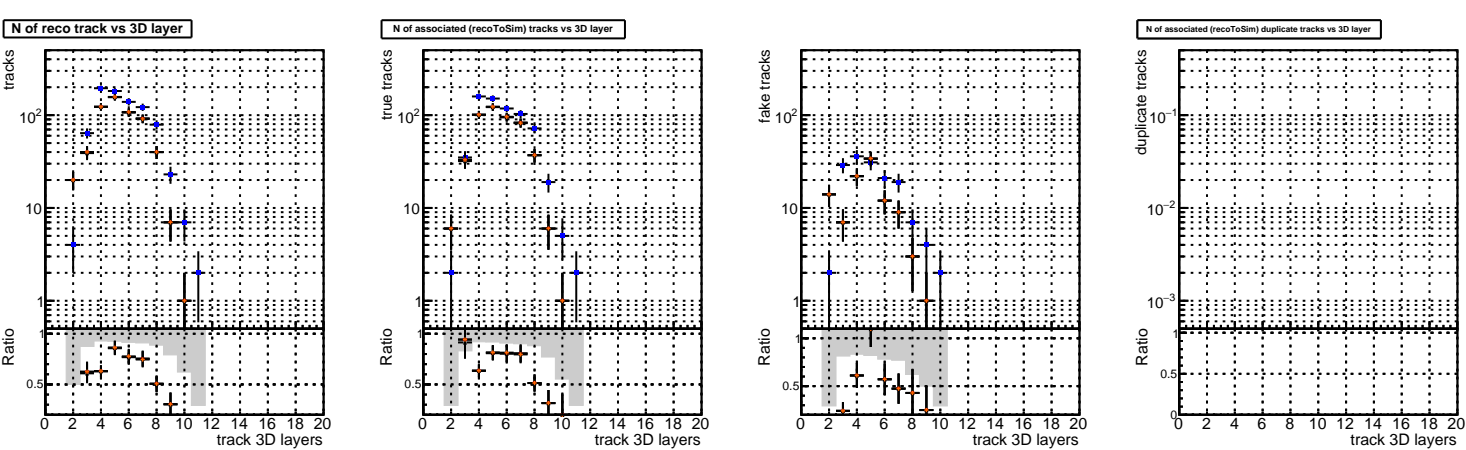 N of reco track vs 3D layer
tracks
10²
10
1
Ratio
1
0.5
0 2 4 6 8 10 12 14 16 18 20
track 3D layers
N of associated (recoToSim) tracks vs 3D layer
true tracks
10²
10
1
Ratio
1
0.5
0 2 4 6 8 10 12 14 16 18 20
track 3D layers
fake tracks
10²
10
1
Ratio
1
0.5
0 2 4 6 8 10 12 14 16 18 20
track 3D layers
N of associated (recoToSim) duplicate tracks vs 3D layer
duplicate tracks
10⁻¹
10⁻²
10⁻³
Ratio
1
0.5
0
0 2 4 6 8 10 12 14 16 18 20
track 3D layers